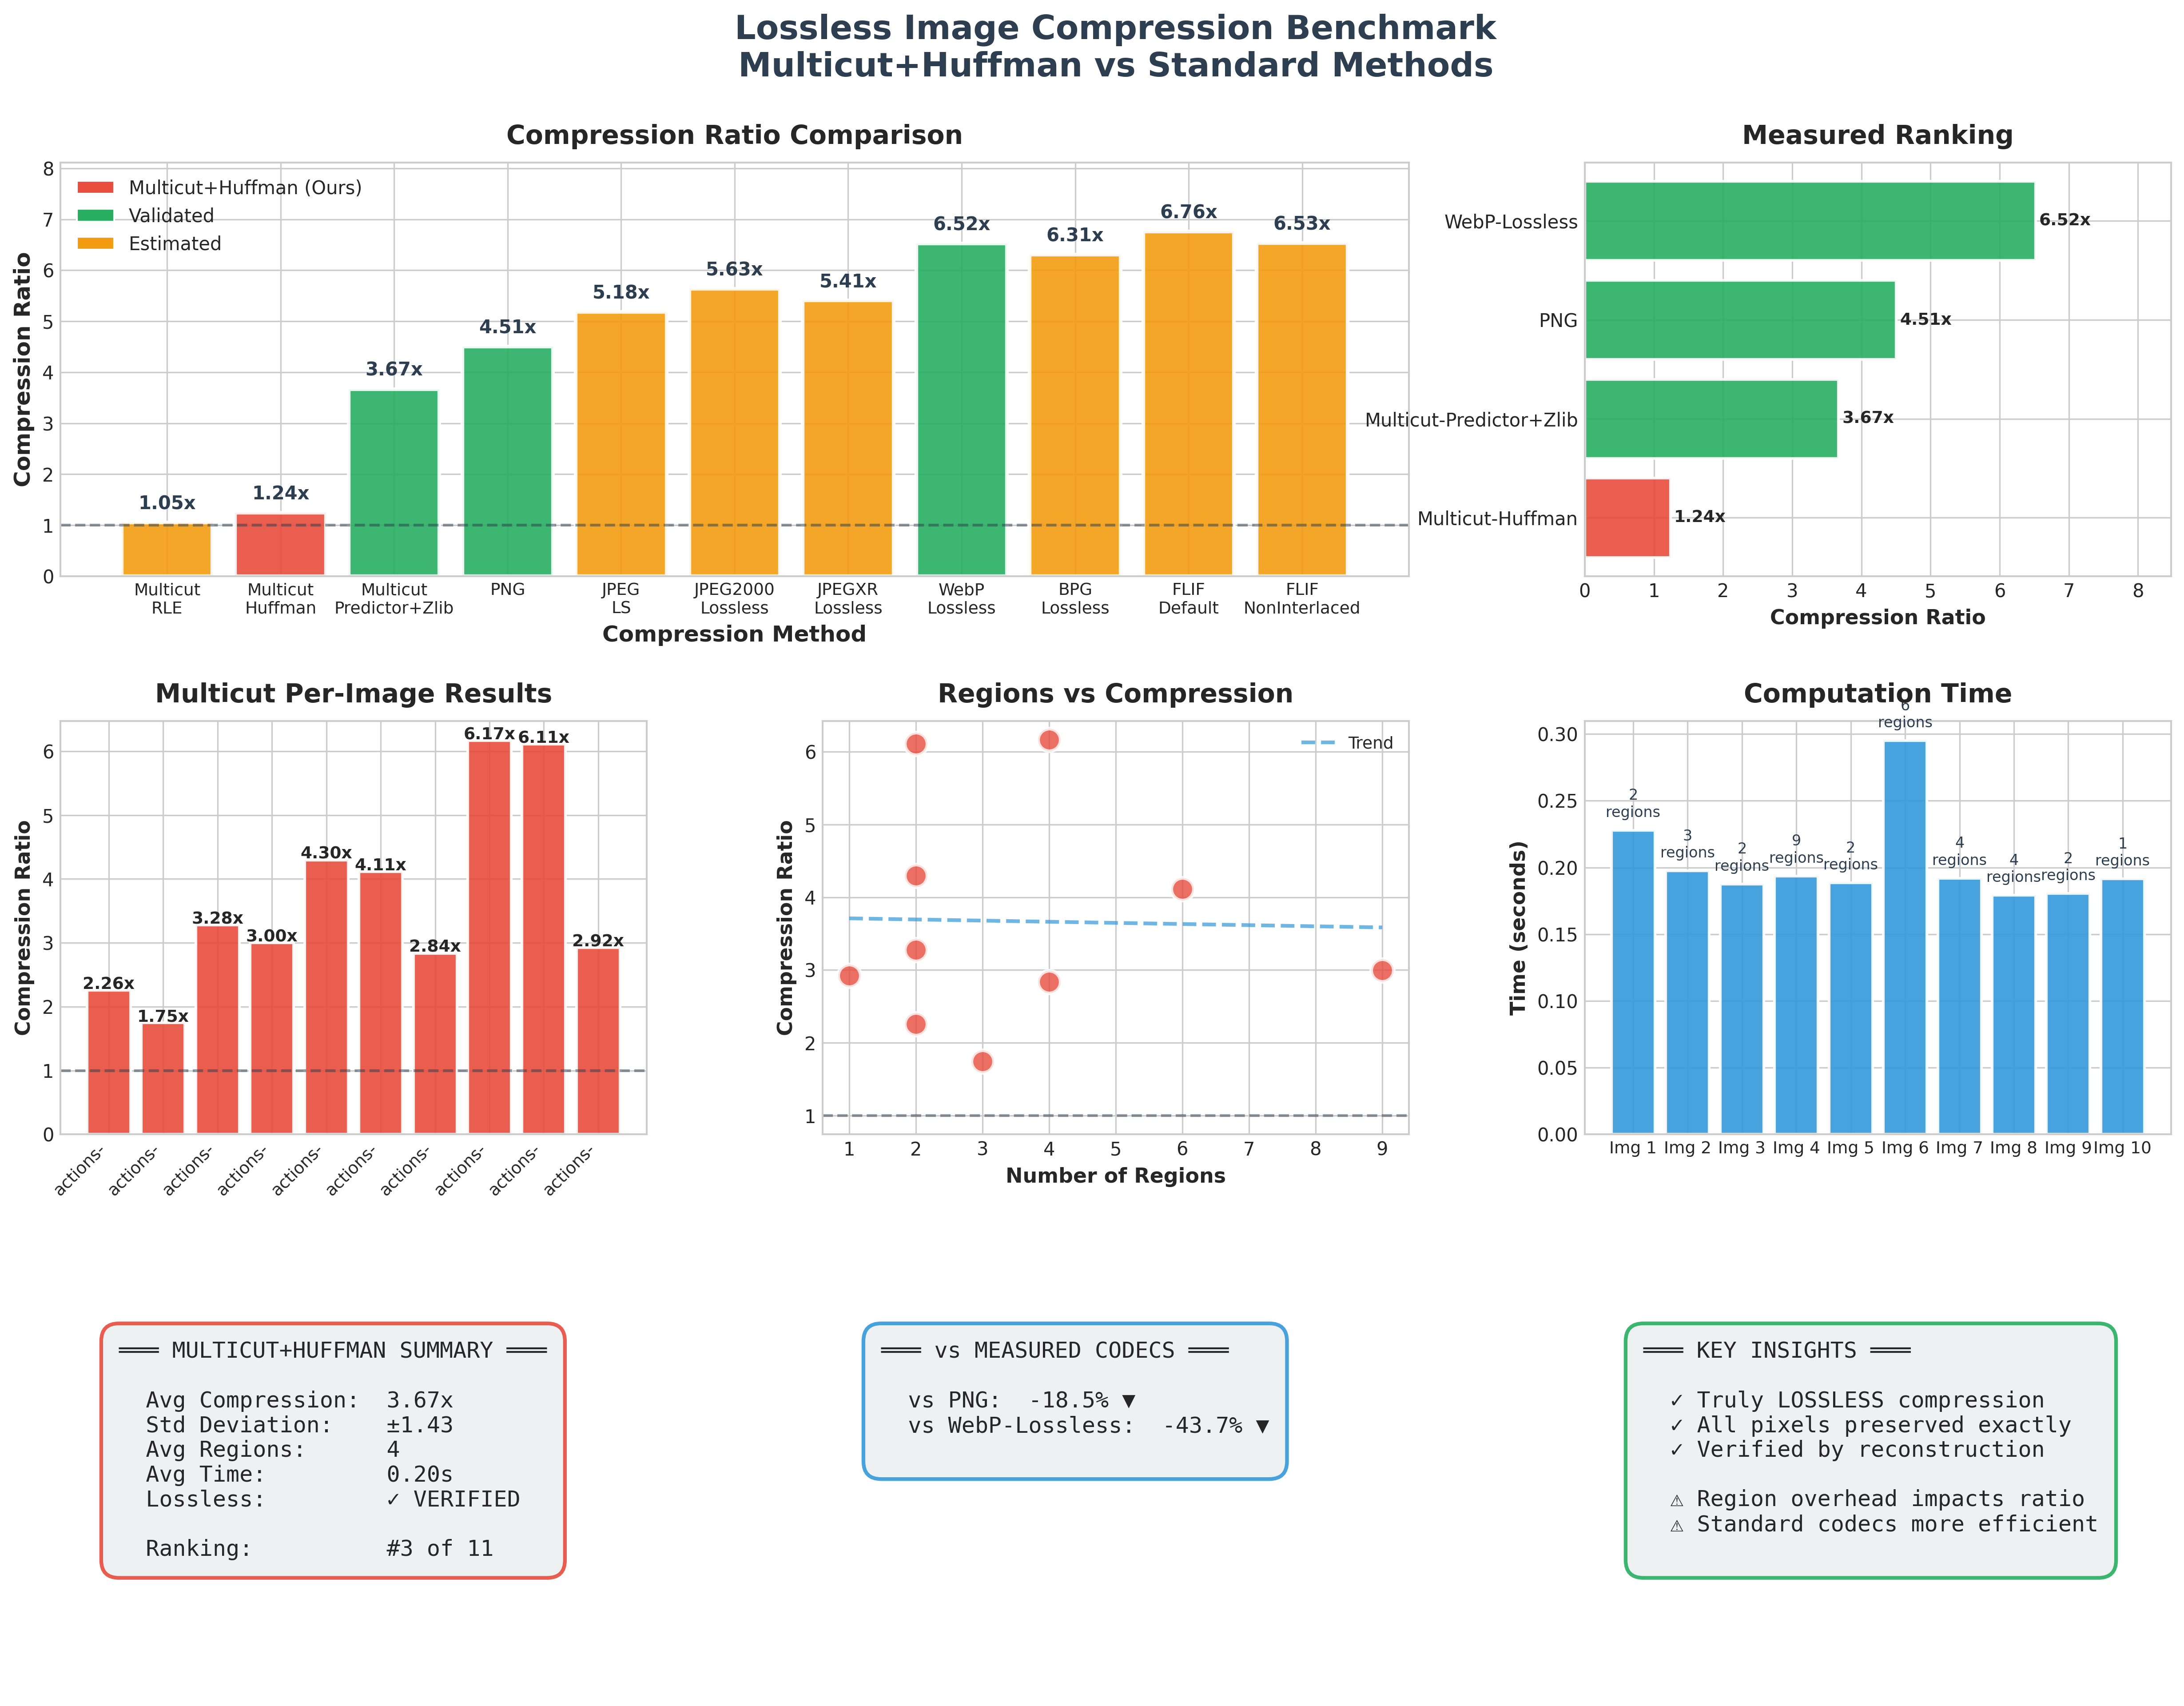 Lossless Image Compression Benchmark
Multicut+Huffman vs Standard Methods
Compression Ratio Comparison
Compression Ratio
8
7
6
5
4
3
2
1
0
Multicut+Huffman (Ours)
Validated
Estimated
1.05x
1.24x
3.67x
4.51x
5.18x
5.63x
5.41x
6.52x
6.31x
6.76x
6.53x
Multicut
RLE
Multicut
Huffman
Multicut
Predictor+Zlib
PNG
JPEG
LS
JPEG2000
Lossless
JPEGXR
Lossless
WebP
Lossless
BPG
Lossless
FLIF
Default
FLIF
NonInterlaced
Compression Method
Measured Ranking
WebP-Lossless
6.52x
PNG
4.51x
Multicut-Predictor+Zlib
3.67x
Multicut-Huffman
1.24x
0 1 2 3 4 5 6 7 8
Compression Ratio
Multicut Per-Image Results
Compression Ratio
6
5
4
3
2
1
0
2.26x
1.75x
3.28x
3.00x
4.30x
4.11x
2.84x
6.17x
6.11x
2.92x
actions-
actions-
actions-
actions-
actions-
actions-
actions-
actions-
actions-
actions-
Regions vs Compression
Compression Ratio
6
5
4
3
2
1
Trend
1 2 3 4 5 6 7 8 9
Number of Regions
Computation Time
Time (seconds)
0.30
0.25
0.20
0.15
0.10
0.05
0.00
2
regions
3
regions
2
regions
9
regions
2
regions
6
regions
4
regions
4
regions
2
regions
1
regions
Img 1 Img 2 Img 3 Img 4 Img 5 Img 6 Img 7 Img 8 Img 9 Img 10
═══ MULTICUT+HUFFMAN SUMMARY ═══
Avg Compression: 3.67x
Std Deviation: ±1.43
Avg Regions: 4
Avg Time: 0.20s
Lossless: ✓ VERIFIED
Ranking: #3 of 11
═══ vs MEASURED CODECS ═══
vs PNG: -18.5% ▼
vs WebP-Lossless: -43.7% ▼
═══ KEY INSIGHTS ═══
✓ Truly LOSSLESS compression
✓ All pixels preserved exactly
✓ Verified by reconstruction
⚠ Region overhead impacts ratio
⚠ Standard codecs more efficient